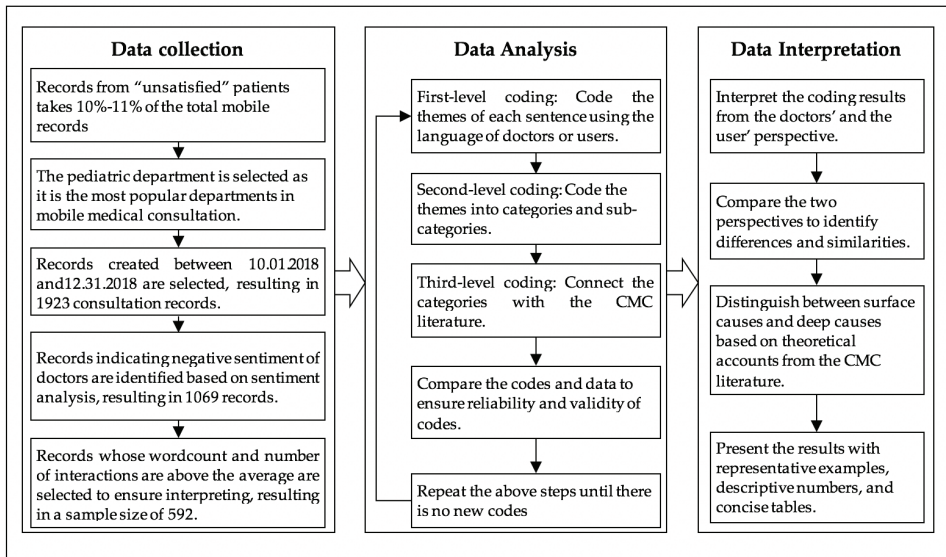 Data collection
Records from “unsatisfied” patients
takes 10%-11% of the total mobile
records
The pediatric department is selected as
it is the most popular departments in
mobile medical consultation.
Records created between 10.01.2018
and12.31.2018 are selected, resulting in
1923 consultation records.
Records indicating negative sentiment of
doctors are identified based on sentiment
analysis, resulting in 1069 records.
Records whose wordcount and number
of interactions are above the average are
selected to ensure interpreting, resulting
in a sample size of 592.
Data Analysis
First-level coding: Code the
themes of each sentence using the
language of doctors or users.
Second-level coding: Code the
themes into categories and sub-
categories.
Third-level coding: Connect the
categories with the CMC
literature.
Compare the codes and data to
ensure reliability and validity of
codes.
Repeat the above steps until there
is no new codes
Data Interpretation
Interpret the coding results
from the doctors’ and the
user’ perspective.
Compare the two
perspectives to identify
differences and similarities.
Distinguish between surface
causes and deep causes
based on theoretical
accounts from the CMC
literature.
Present the results with
representative examples,
descriptive numbers, and
concise tables.